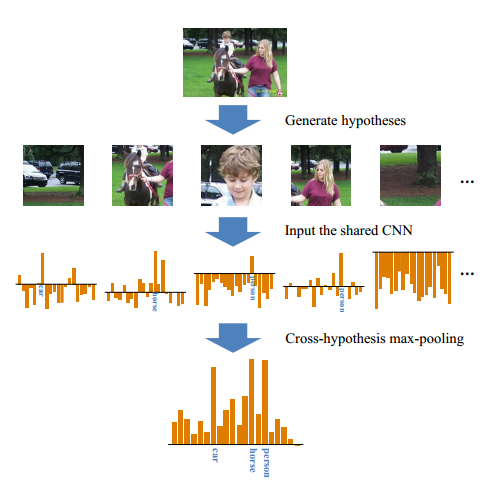 Generate hypotheses
...
Input the shared CNN
car
horse
person
person
...
Cross-hypothesis max-pooling
car
horse
person